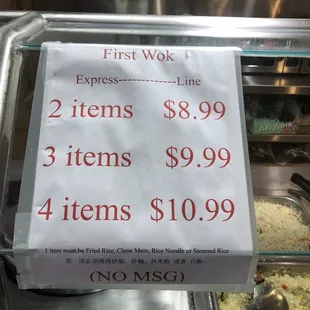 First Wok
Express------------Line
2 items $8.99
3 items $9.99
4 items $10.99
1 item must be Fried Rice, Chow Mein, Rice Noodle or Steamed Rice
(NO MSG)